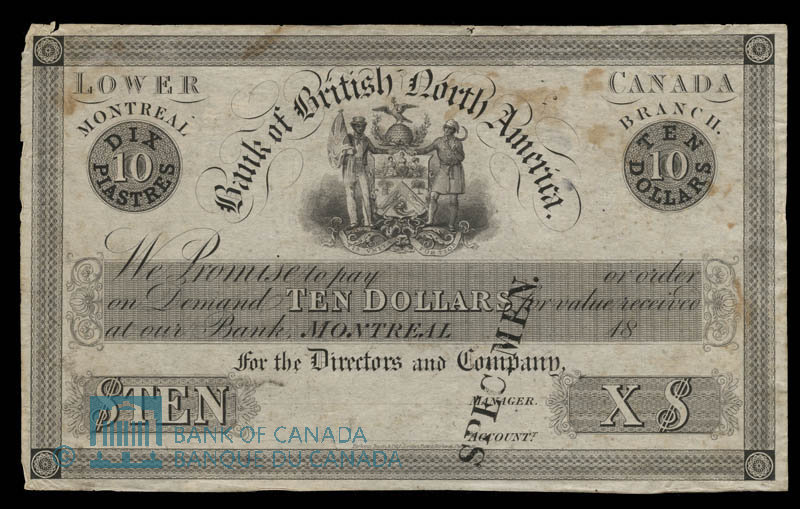 LOWER
CANADA
MONTREAL
BRANCH.
Bank of British North America.
DIX
10
PIASTRES
TEN
10
DOLLARS
We Promise to pay or order
on Demand TEN DOLLARS for value received
at our Bank, MONTREAL 18
For the Directors and Company,
$TEN
X $
MANAGER.
ACCOUNT.T
SPECIMEN.
BANK OF CANADA
BANQUE DU CANADA
©